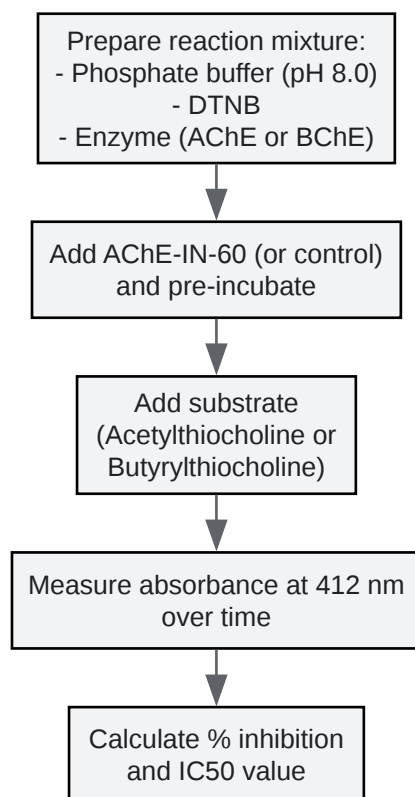 Prepare reaction mixture:
- Phosphate buffer (pH 8.0)
- DTNB
- Enzyme (AChE or BChE)
Add AChE-IN-60 (or control)
and pre-incubate
Add substrate
(Acetylthiocholine or
Butyrylthiocholine)
Measure absorbance at 412 nm
over time
Calculate % inhibition
and IC50 value